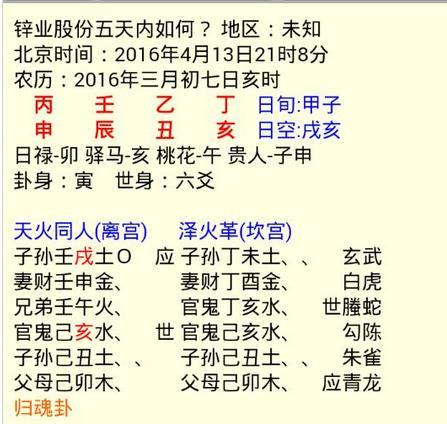 锌业股份五天内如何？ 地区：未知
北京时间：2016年4月13日21时8分
农历：2016年三月初七日亥时
丙 壬 乙 丁 日旬:甲子
申 辰 丑 亥 日空:戌亥
日禄-卯 驿马-亥 桃花-午 贵人-子申
卦身：寅 世身：六爻
天火同人(离宫) 泽火革(坎宫)
子孙壬戌土O 应 子孙丁未土、、 玄武
妻财壬申金、 妻财丁酉金、 白虎
兄弟壬午火、 官鬼丁亥水、 世螣蛇
官鬼己亥水、 世 官鬼己亥水、 勾陈
子孙己丑土、、 子孙己丑土、、 朱雀
父母己卯木、 父母己卯木、 应青龙
归魂卦